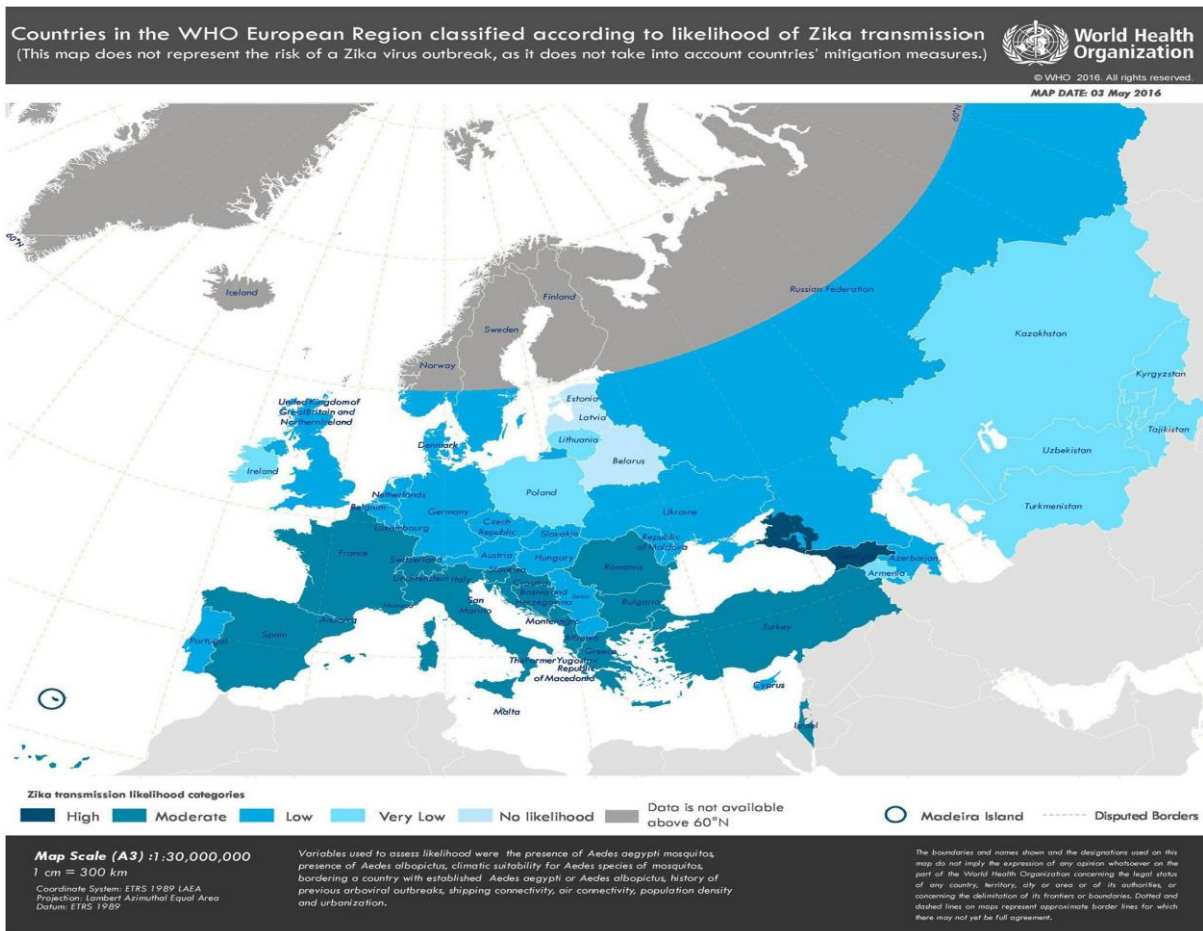 Countries in the WHO European Region classified according to likelihood of Zika transmission
(This map does not represent the risk of a Zika virus outbreak, as it does not take into account countries' mitigation measures.)
World Health
Organization
© WHO 2016. All rights reserved.
MAP DATE: 03 May 2016
60°N
60°N
Iceland
Finland
Sweden
Norway
Russian Federation
Kazakhstan
Kyrgyzstan
Tajikistan
Uzbekistan
Turkmenistan
Estonia
Latvia
Lithuania
Belarus
United Kingdom of
Great Britain and
Northern Ireland
Denmark
Ireland
Poland
Netherlands
Belgium
Germany
Luxembourg
Czech
Republic
Slovakia
Ukraine
Republic
of Moldova
France
Switzerland
Austria
Hungary
Liechtenstein
Italy
Slovenia
Croatia
Romania
Bosnia and
Herzegovina
Serbia
Bulgaria
Monaco
San
Marino
Montenegro
Andorra
Portugal
Spain
Albania
Greece
The Former Yugoslav
Republic
of Macedonia
Turkey
Armenia
Azerbaijan
Malta
Cyprus
Israel
Zika transmission likelihood categories
High
Moderate
Low
Very Low
No likelihood
Data is not available
above 60°N
Madeira Island
Disputed Borders
Map Scale (A3) :1:30,000,000
1 cm = 300 km
Coordinate System: ETRS 1989 LAEA
Projection: Lambert Azimuthal Equal Area
Datum: ETRS 1989
Variables used to assess likelihood were the presence of Aedes aegypti mosquitos,
presence of Aedes albopictus, climatic suitability for Aedes species of mosquitos,
bordering a country with established Aedes aegypti or Aedes albopictus, history of
previous arboviral outbreaks, shipping connectivity, air connectivity, population density
and urbanization.
The boundaries and names shown and the designations used on this
map do not imply the expression of any opinion whatsoever on the
part of the World Health Organization concerning the legal status
of any country, territory, city or area or of its authorities, or
concerning the delimitation of its frontiers or boundaries. Dotted and
dashed lines on maps represent approximate border lines for which
there may not yet be full agreement.